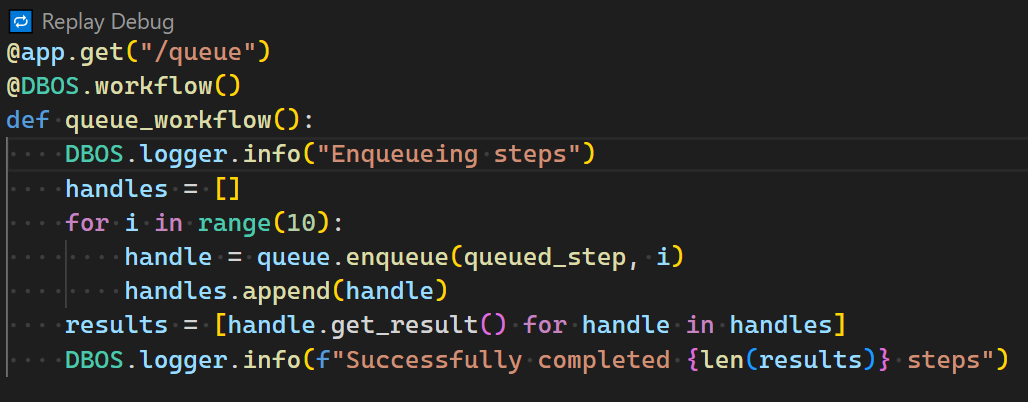 Replay Debug
@app.get("/queue")
@DBOS.workflow()
def queue_workflow():
    DBOS.logger.info("Enqueueing steps")
    handles = []
    for i in range(10):
        handle = queue.enqueue(queued_step, i)
        handles.append(handle)
    results = [handle.get_result() for handle in handles]
    DBOS.logger.info(f"Successfully completed {len(results)} steps")